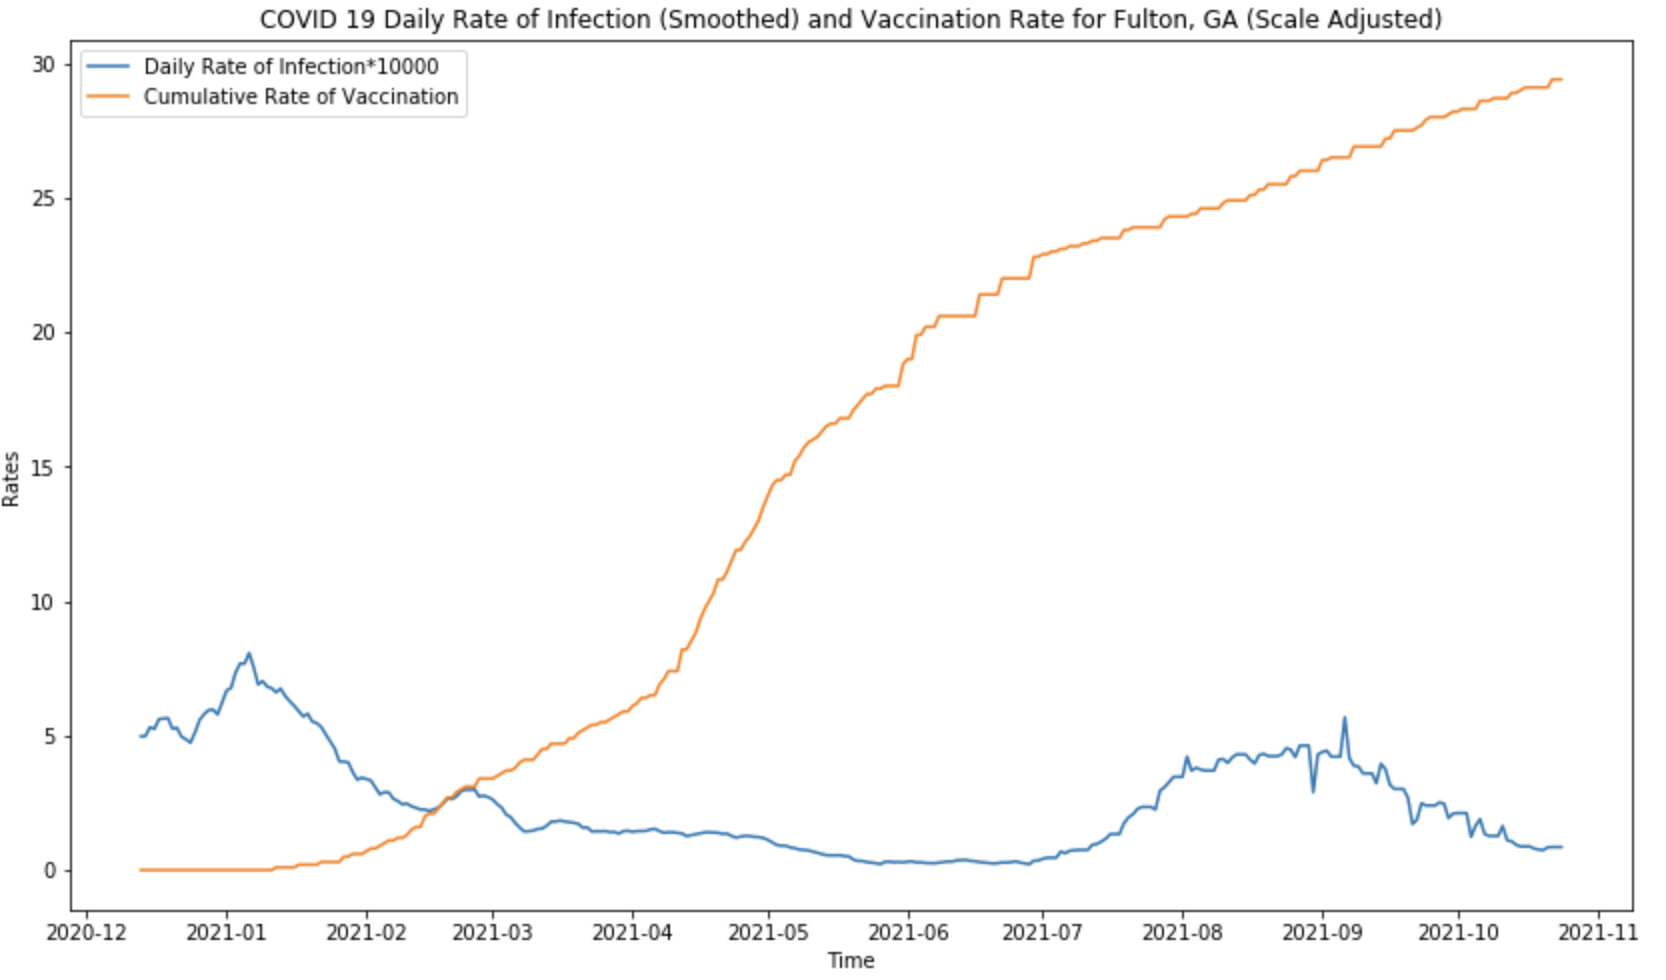 COVID 19 Daily Rate of Infection (Smoothed) and Vaccination Rate for Fulton, GA (Scale Adjusted)
Daily Rate of Infection*10000
Cumulative Rate of Vaccination
30
25
20
15
10
5
0
Rates
2020-12 2021-01 2021-02 2021-03 2021-04 2021-05 2021-06 2021-07 2021-08 2021-09 2021-10 2021-11
Time